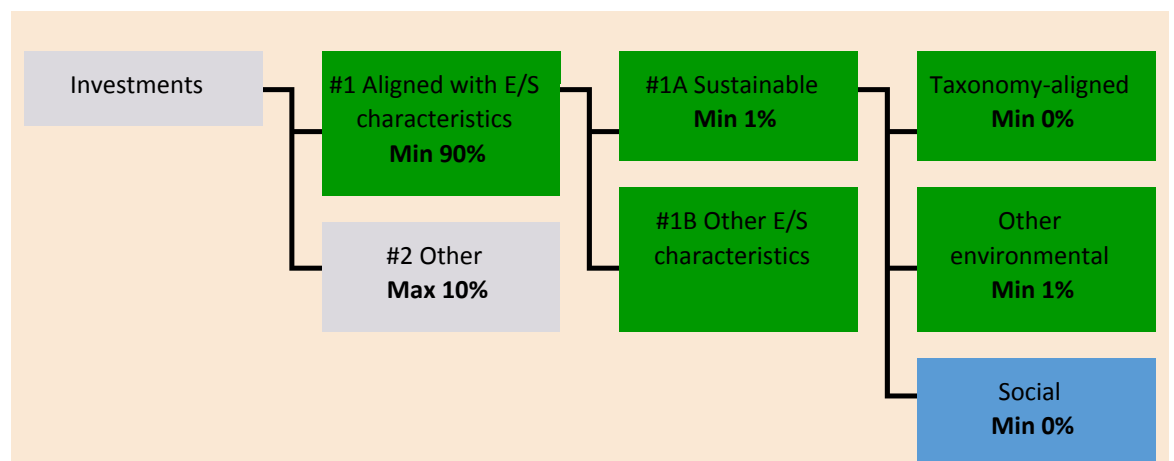 Investments
#1 Aligned with E/S
characteristics
Min 90%
#2 Other
Max 10%
#1A Sustainable
Min 1%
#1B Other E/S
characteristics
Taxonomy-aligned
Min 0%
Other
environmental
Min 1%
Social
Min 0%